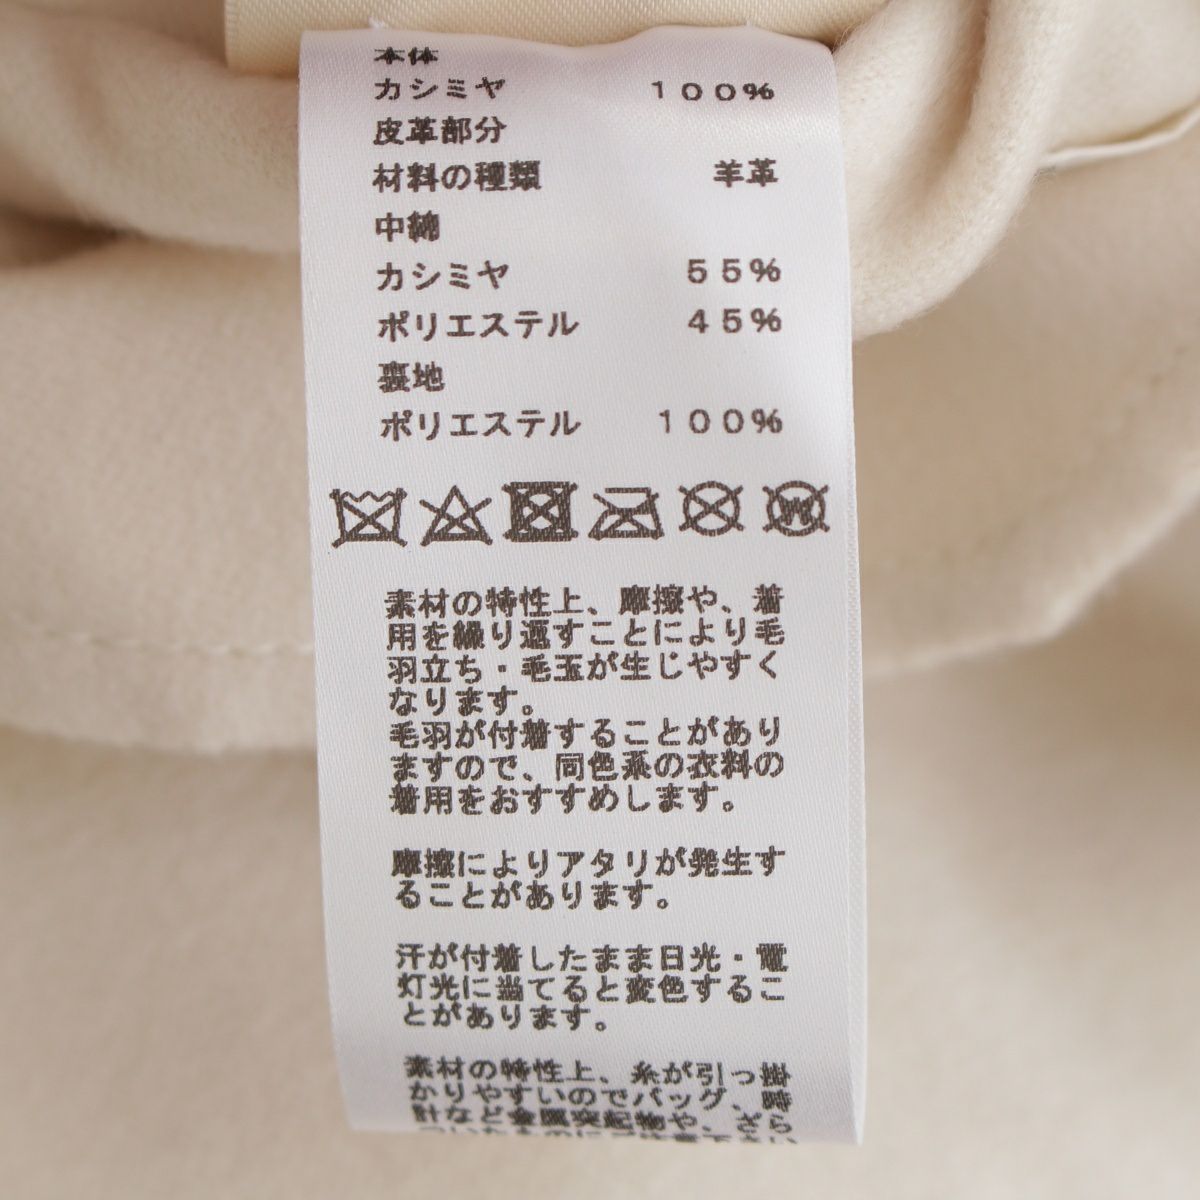 本体
カシミヤ １００％
皮革部分
材料の種類 羊革
中綿
カシミヤ ５５％
ポリエステル ４５％
裏地
ポリエステル １００％
W
素材の特性上、摩擦や、着
用を繰り返すことにより毛
羽立ち・毛玉が生じやすく
なります。
毛羽が付着することがあり
ますので、同色系の衣料の
着用をおすすめします。
摩擦によりアタリが発生す
ることがあります。
汗が付着したまま日光・電
灯光に当てると変色するこ
とがあります。
素材の特性上、糸が引っ掛
かりやすいのでバッグ、時
計など金属突起物や、ざら